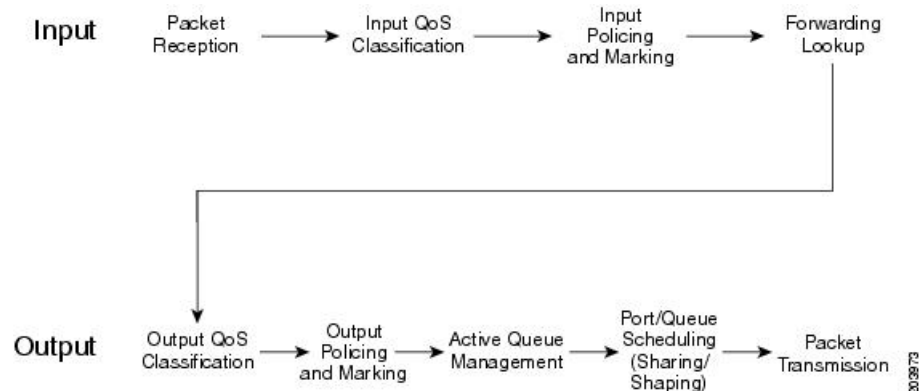 Input
Packet
Reception
Input QoS
Classification
Input
Policing
and Marking
Forwarding
Lookup
Output
Output QoS
Classification
Output
Policing
and Marking
Active Queue
Management
Port/Queue
Scheduling
(Sharing/
Shaping)
Packet
Transmission